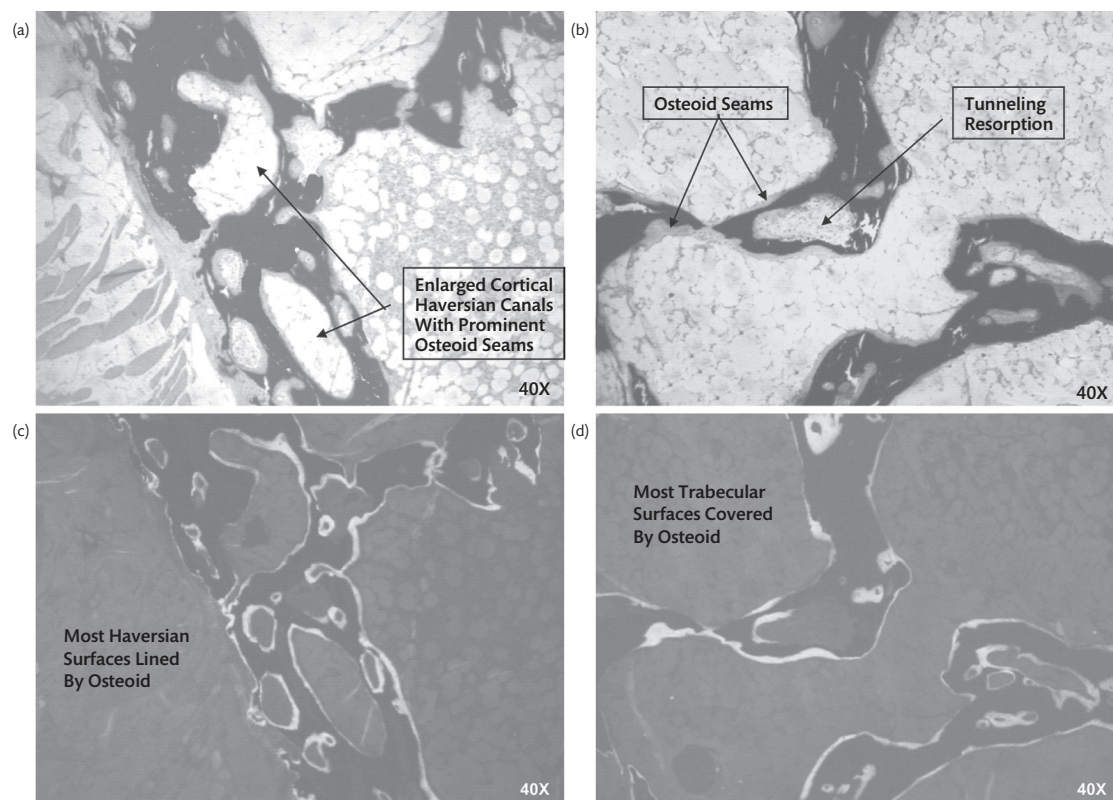 (a)
Enlarged Cortical
Haversian Canals
With Prominent
Osteoid Seams
40X
(b)
Osteoid Seams
Tunneling
Resorption
40X
(c)
Most Haversian
Surfaces Lined
By Osteoid
40X
(d)
Most Trabecular
Surfaces Covered
By Osteoid
40X